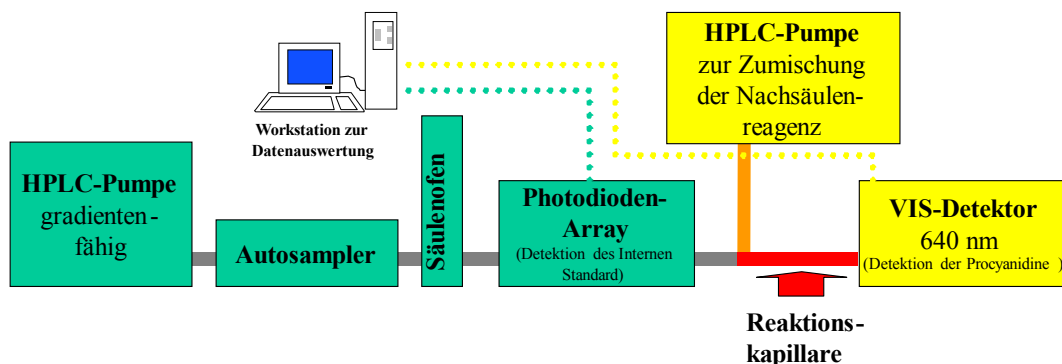 HPLC-Pumpe
zur Zumischung
der Nachsäulen-
reagenz
Workstation zur
Datenauswertung
HPLC-Pumpe
gradienten-
fähig
Autosampler
Säulenofen
Photodioden-
Array
(Detektion des Internen
Standard)
VIS-Detektor
640 nm
(Detektion der Procyanidine )
Reaktions-
kapillare